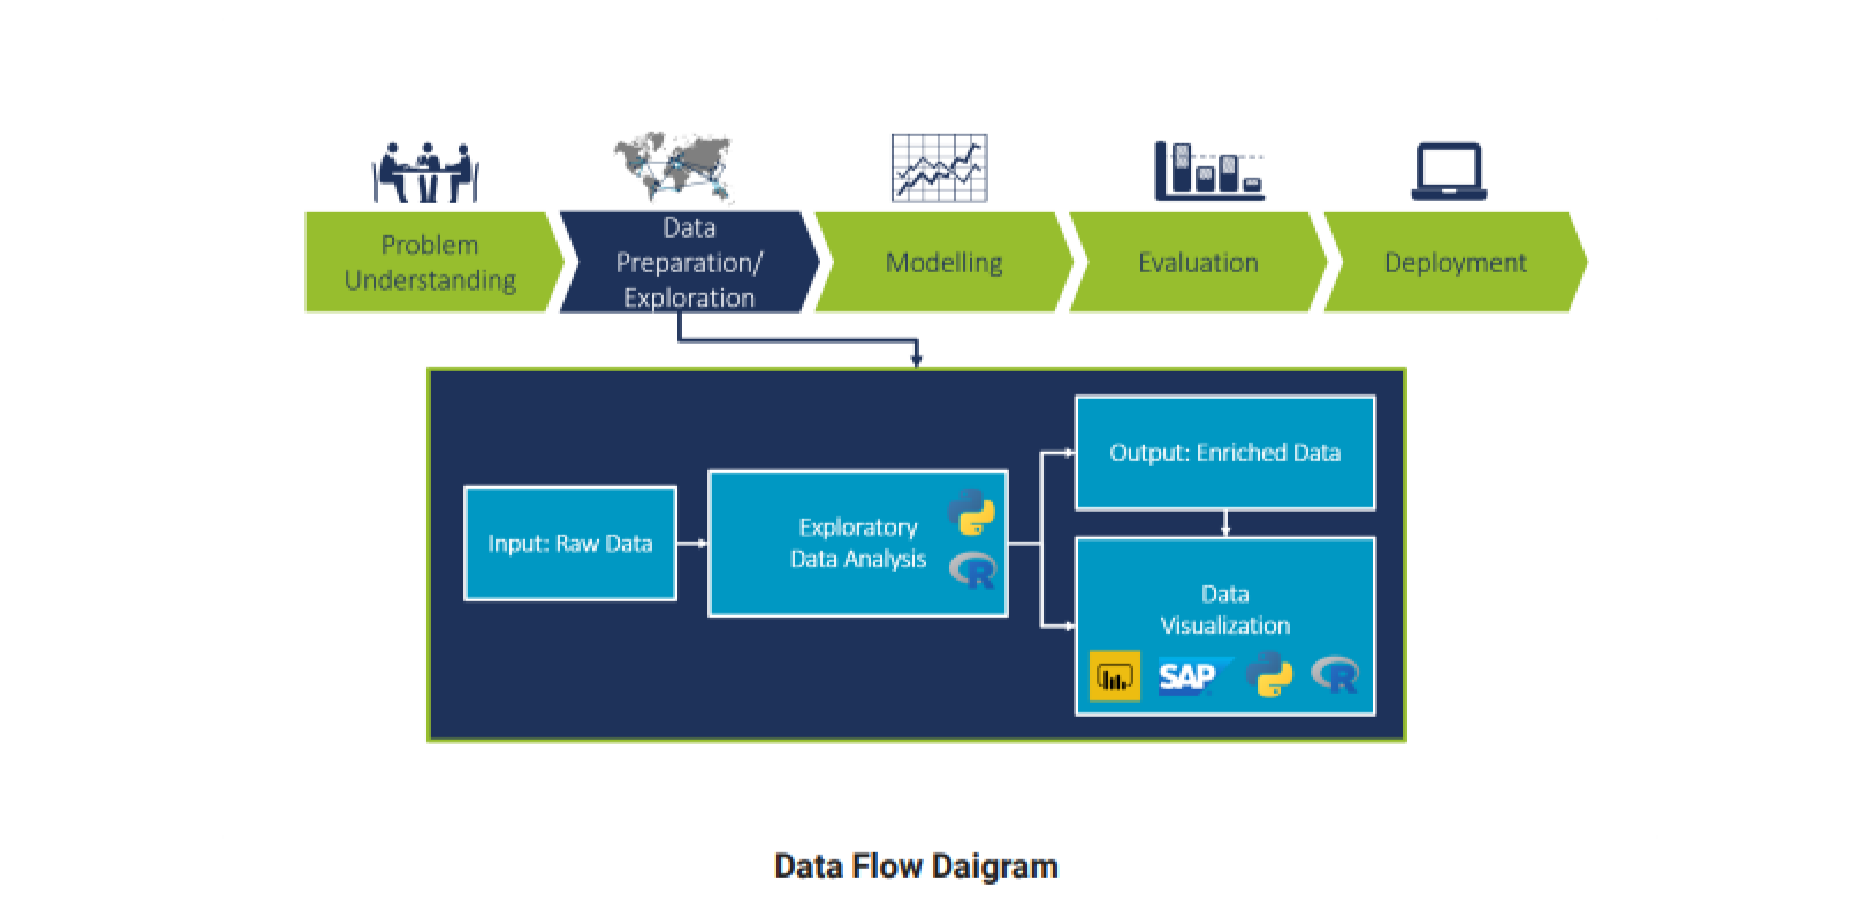 Problem
Understanding
Data
Preparation/
Exploration
Modelling
Evaluation
Deployment
Input: Raw Data
Exploratory
Data Analysis
R
Output: Enriched Data
Data
Visualization
SAP
R
Data Flow Daigram